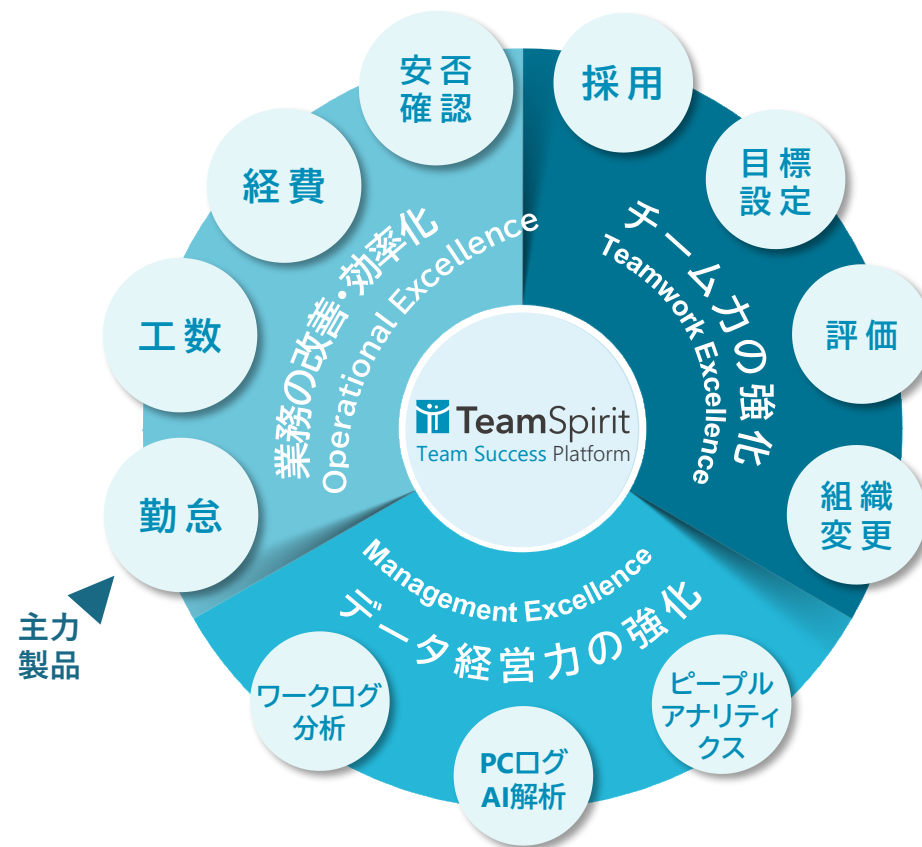 安否
確認
採用
経費
目標
設定
業務の改善・効率化
Operational Excellence
チーム力の強化
Teamwork Excellence
工数
評価
TeamSpirit
Team Success Platform
勤怠
組織
変更
主力
製品
Management Excellence
データ経営力の強化
ワークログ
分析
PCログ
AI解析
ピープル
アナリティ
クス